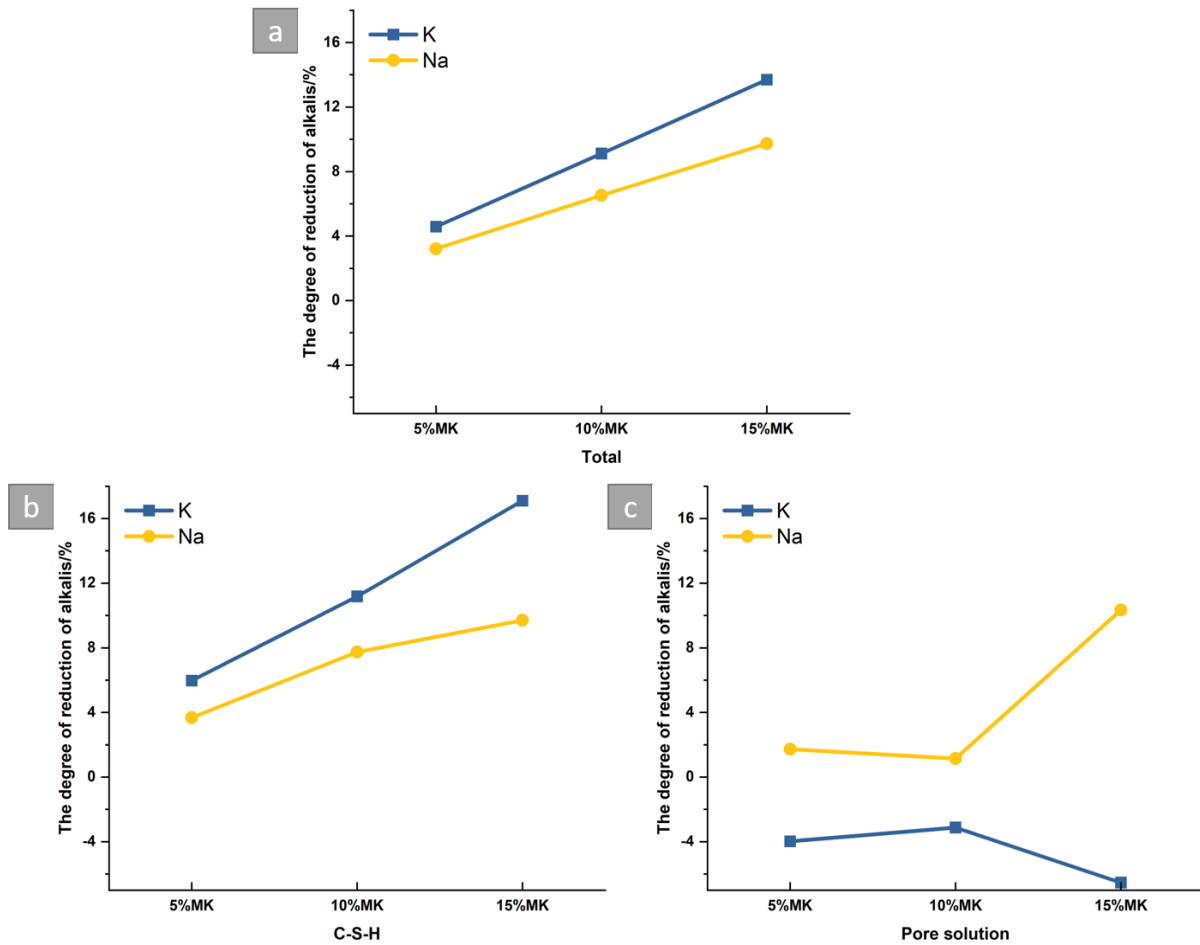 a
K
Na
The degree of reduction of alkalis/%
16
12
8
4
0
-4
5%MK 10%MK 15%MK
Total
b
K
Na
The degree of reduction of alkalis/%
16
12
8
4
0
-4
5%MK 10%MK 15%MK
C-S-H
c
K
Na
The degree of reduction of alkalis/%
16
12
8
4
0
-4
5%MK 10%MK 15%MK
Pore solution